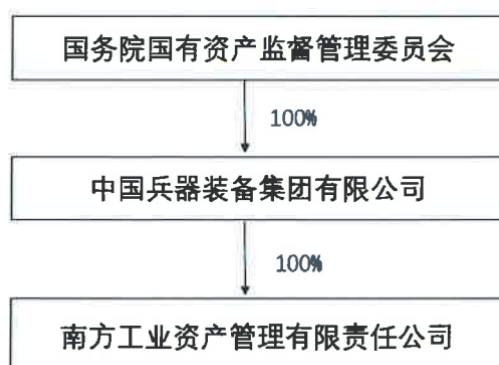 国务院国有资产监督管理委员会
100%
中国兵器装备集团有限公司
100%
南方工业资产管理有限责任公司